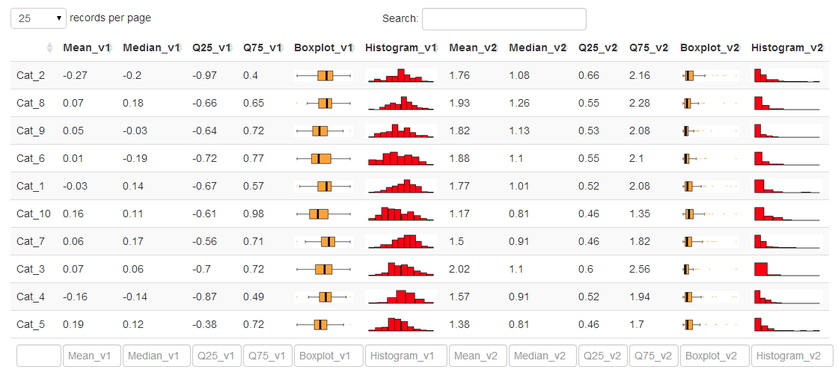 25 records per page Search:
Mean_v1 Median_v1 Q25_v1 Q75_v1 Boxplot_v1 Histogram_v1 Mean_v2 Median_v2 Q25_v2 Q75_v2 Boxplot_v2 Histogram_v2
Cat_2 -0.27 -0.2 -0.97 0.4 1.76 1.08 0.66 2.16
Cat_8 0.07 0.18 -0.66 0.65 1.93 1.26 0.55 2.28
Cat_9 0.05 -0.03 -0.64 0.72 1.82 1.13 0.53 2.08
Cat_6 0.01 -0.19 -0.72 0.77 1.88 1.1 0.55 2.1
Cat_1 -0.03 0.14 -0.67 0.57 1.77 1.01 0.52 2.08
Cat_10 0.16 0.11 -0.61 0.98 1.17 0.81 0.46 1.35
Cat_7 0.06 0.17 -0.56 0.71 1.5 0.91 0.46 1.82
Cat_3 0.07 0.06 -0.7 0.72 2.02 1.1 0.6 2.56
Cat_4 -0.16 -0.14 -0.87 0.49 1.57 0.91 0.52 1.94
Cat_5 0.19 0.12 -0.38 0.72 1.38 0.81 0.46 1.7
Mean_v1 Median_v1 Q25_v1 Q75_v1 Boxplot_v1 Histogram_v1 Mean_v2 Median_v2 Q25_v2 Q75_v2 Boxplot_v2 Histogram_v2